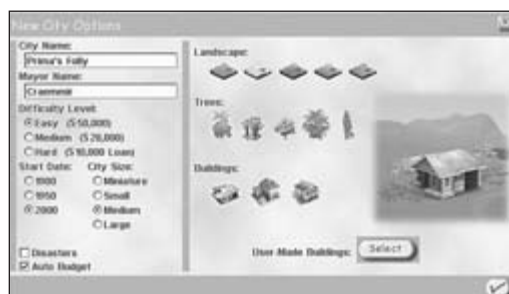 New City Options
City Name:
Prima's Folly
Mayor Name:
Craemmir
Difficulty Level:
Easy ($50,000)
Medium ($20,000)
Hard ($10,000 Loan)
Start Date: City Size:
1900 Miniature
1950 Small
2000 Medium
Large
Disasters
Auto Budget
Landscape:
Trees:
Buildings:
User-Made Buildings: Select